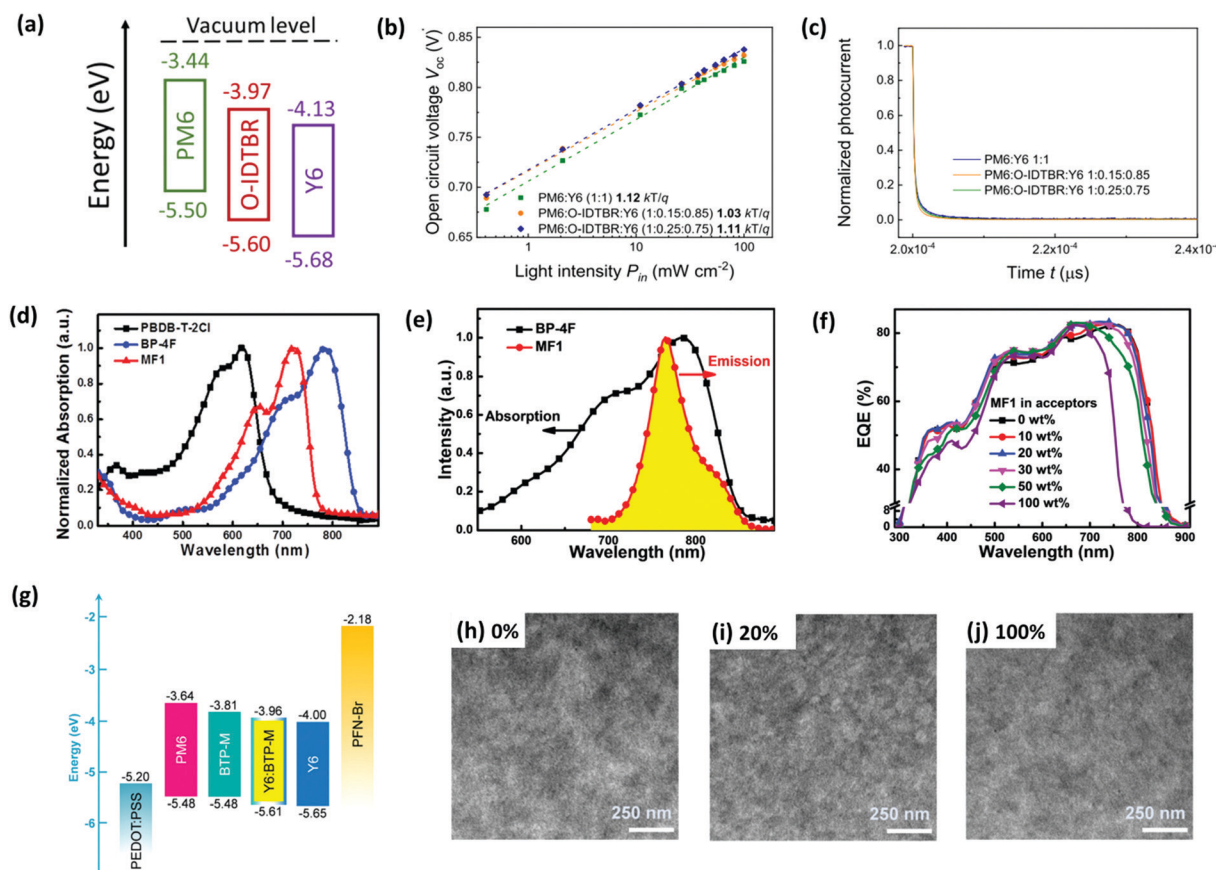 (a)
Vacuum level
Energy (eV)
-3.44
PM6
-5.50
-3.97
O-IDTBR
-5.60
-4.13
Y6
-5.68
(b)
Open circuit voltage Voc (V)
0.85
0.80
0.75
0.70
0.65
PM6:Y6 (1:1) 1.12 kT/q
PM6:O-IDTBR:Y6 (1:0.15:0.85) 1.03 kT/q
PM6:O-IDTBR:Y6 (1:0.25:0.75) 1.11 kT/q
1 10 100
Light intensity Pin (mW cm-2)
(c)
Normalized photocurrent
1.0
0.8
0.6
0.4
0.2
0.0
PM6:Y6 1:1
PM6:O-IDTBR:Y6 1:0.15:0.85
PM6:O-IDTBR:Y6 1:0.25:0.75
2.0x10-4 2.2x10-4 2.4x10-4
Time t (µs)
(d)
Normalized Absorption (a.u.)
1.0
0.8
0.6
0.4
0.2
0.0
PBDB-T-2Cl
BP-4F
MF1
400 500 600 700 800
Wavelength (nm)
(e)
Intensity (a.u.)
1.0
0.8
0.6
0.4
0.2
0.0
BP-4F
MF1
Emission
Absorption
600 700 800
Wavelength (nm)
(f)
EQE (%)
80
60
40
8
0
MF1 in acceptors
0 wt%
10 wt%
20 wt%
30 wt%
50 wt%
100 wt%
300 400 500 600 700 800 900
Wavelength (nm)
(g)
Energy (eV)
-2
-3
-4
-5
-6
-5.20
PEDOT:PSS
-3.64
PM6
-5.48
-3.81
BTP-M
-5.48
-3.96
Y6:BTP-M
-5.61
-4.00
Y6
-5.65
-2.18
PFN-Br
(h) 0%
250 nm
(i) 20%
250 nm
(j) 100%
250 nm